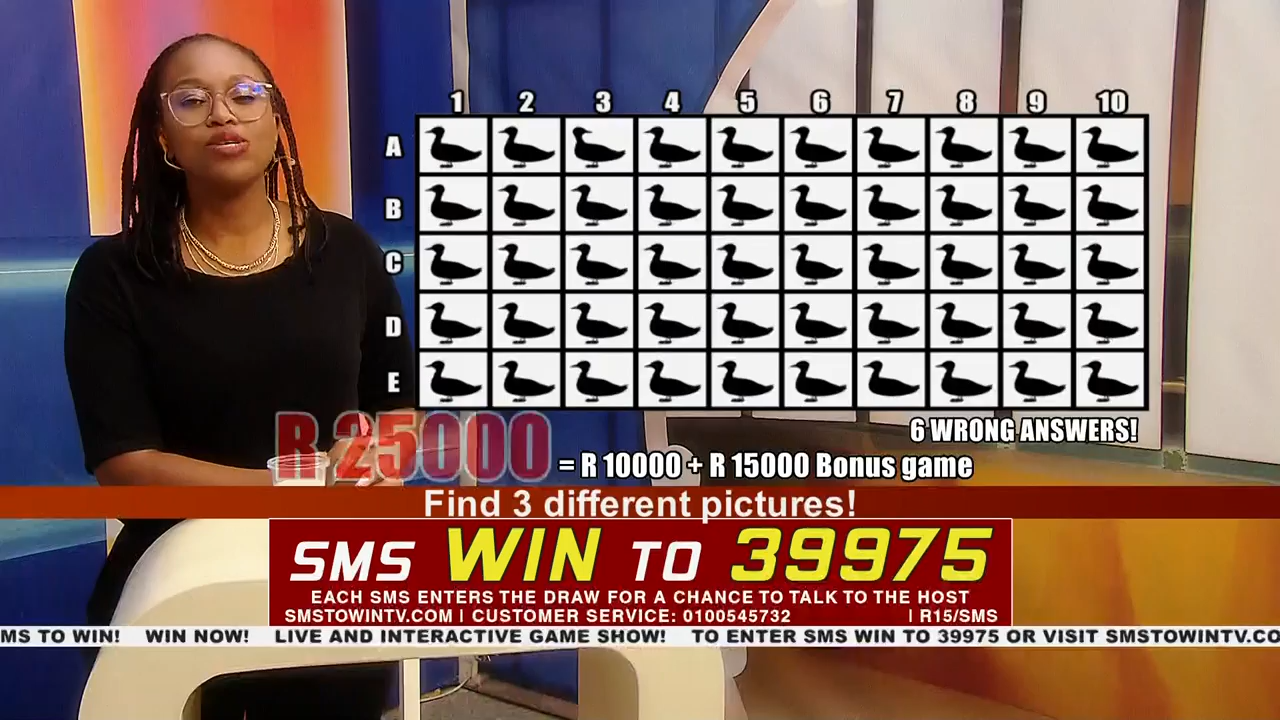 1 2 3 4 5 6 7 8 9 10
A
B
C
D
E
6 WRONG ANSWERS!
R 25000 = R 10000 + R 15000 Bonus game
Find 3 different pictures!
SMS WIN TO 39975
EACH SMS ENTERS THE DRAW FOR A CHANCE TO TALK TO THE HOST
SMSTOWINTV.COM | CUSTOMER SERVICE: 0100545732 | R15/SMS
MS TO WIN! WIN NOW! LIVE AND INTERACTIVE GAME SHOW! TO ENTER SMS WIN TO 39975 OR VISIT SMSTOWINTV.CO